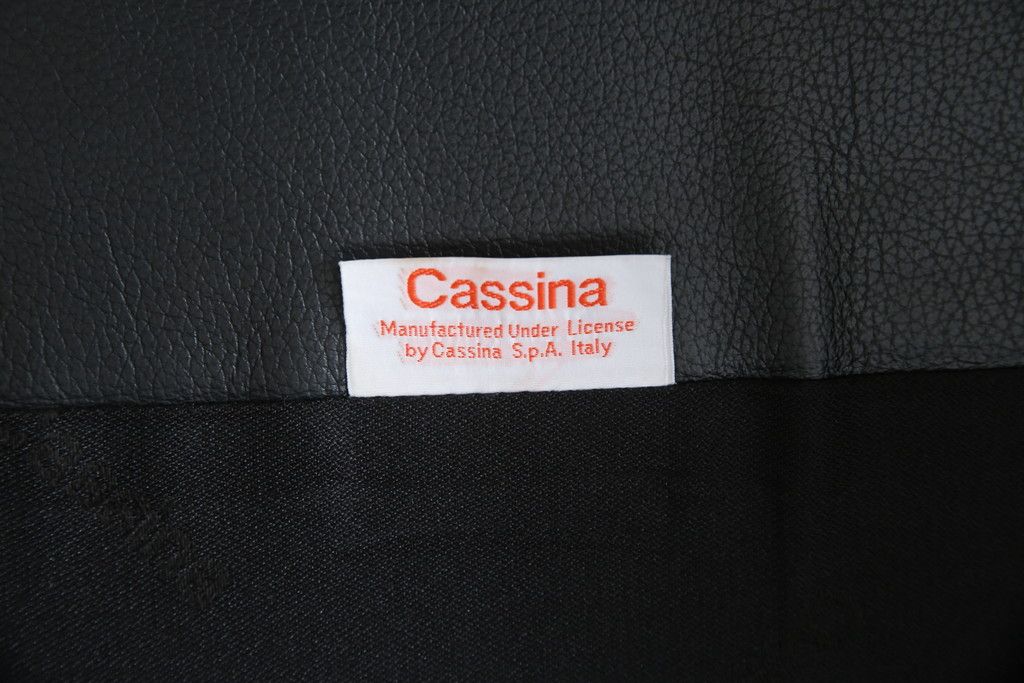 Cassina
Manufactured Under License
by Cassina S.p.A. Italy